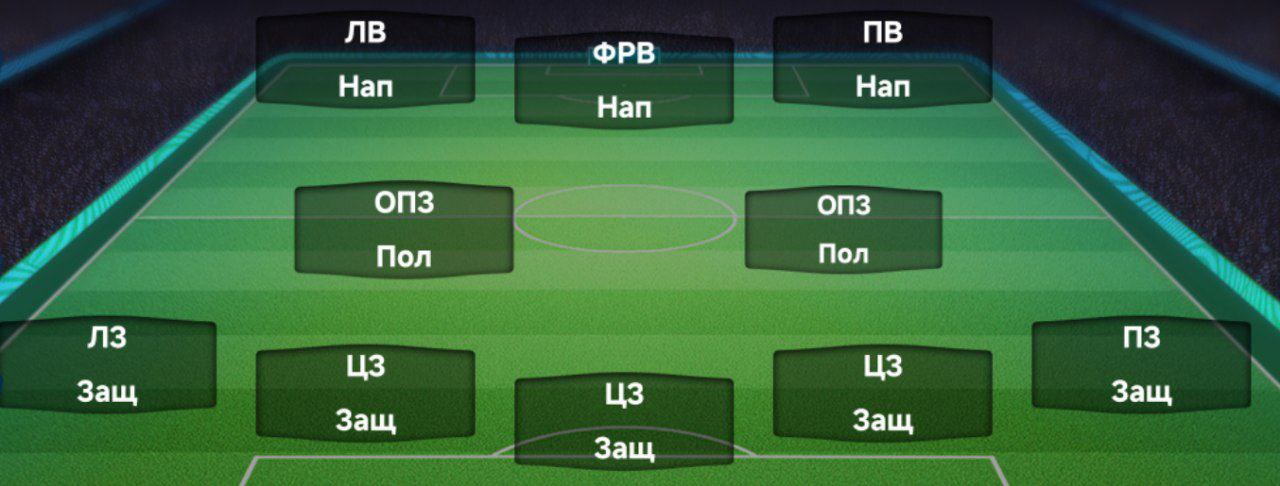 ЛВ
Нап
ФРВ
Нап
ПВ
Нап
ОПЗ
Пол
ОПЗ
Пол
ЛЗ
Защ
ЦЗ
Защ
ЦЗ
Защ
ЦЗ
Защ
ПЗ
Защ